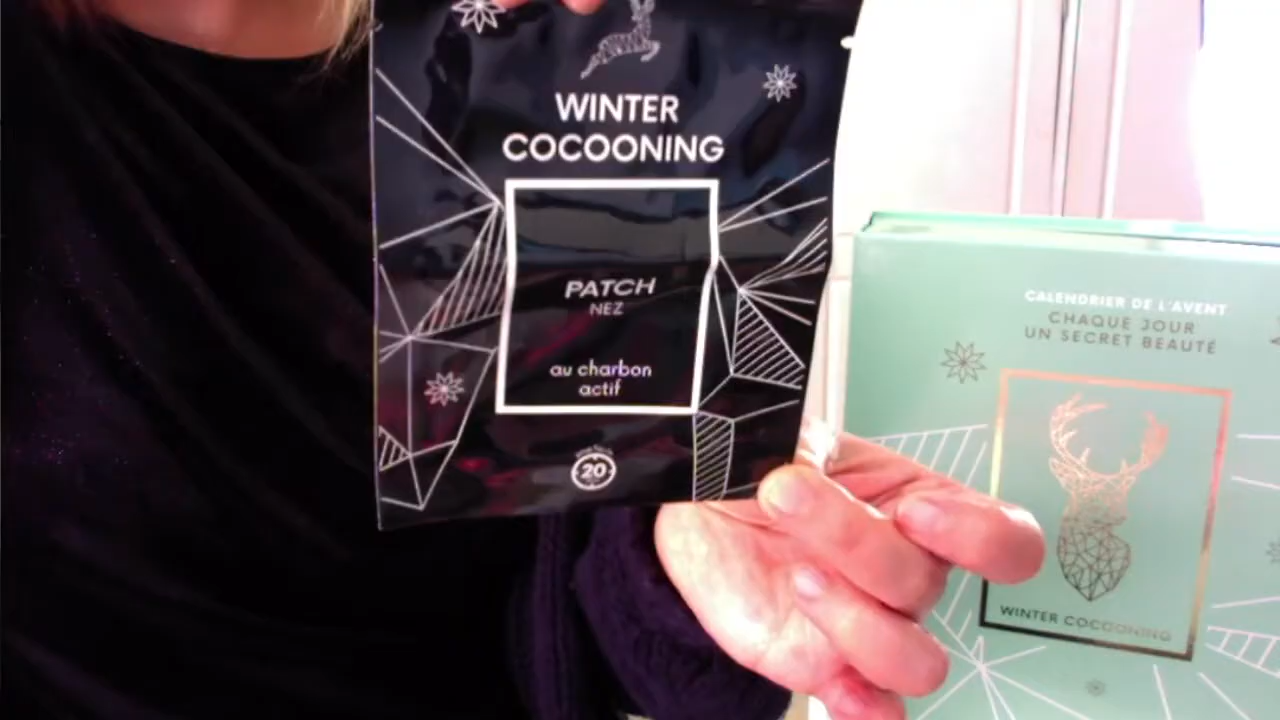 WINTER
COCOONING
PATCH
NEZ
au charbon
actif
20
CALENDRIER DE L'AVENT
CHAQUE JOUR
UN SECRET BEAUTÉ
WINTER COCOONING